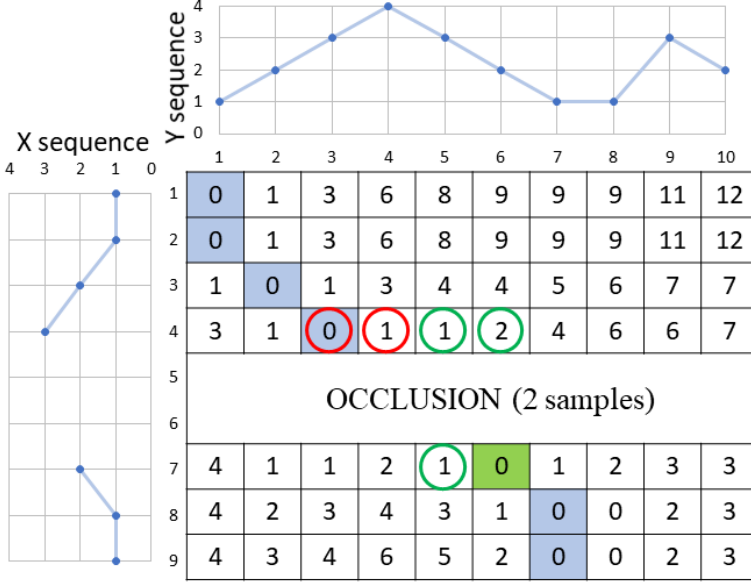 Y sequence
4
3
2
1
0
1 2 3 4 5 6 7 8 9 10
X sequence
4 3 2 1 0
1 0 1 3 6 8 9 9 9 11 12
2 0 1 3 6 8 9 9 9 11 12
3 1 0 1 3 4 4 5 6 7 7
4 3 1 0 1 1 2 4 6 6 7
5
OCCLUSION (2 samples)
6
7 4 1 1 2 1 0 1 2 3 3
8 4 2 3 4 3 1 0 0 2 3
9 4 3 4 6 5 2 0 0 2 3